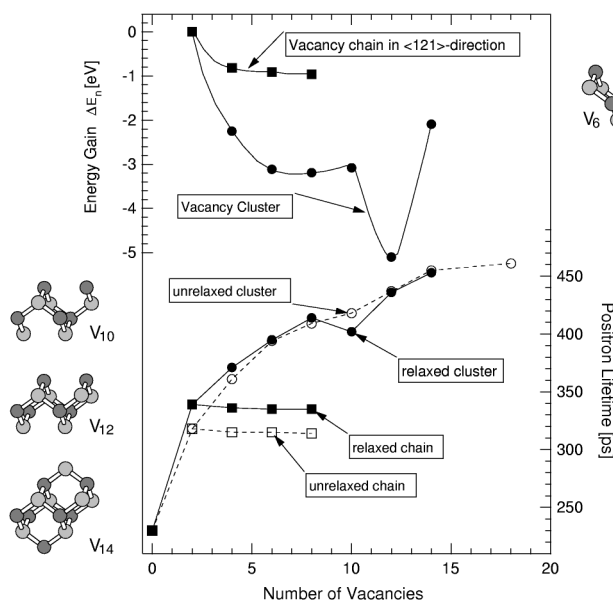 0
-1
-2
-3
-4
-5
Energy Gain ΔEn [eV]
Vacancy chain in <121>-direction
Vacancy Cluster
V6
unrelaxed cluster
relaxed cluster
relaxed chain
unrelaxed chain
V10
V12
V14
450
400
350
300
250
Positron Lifetime [ps]
0 5 10 15 20
Number of Vacancies